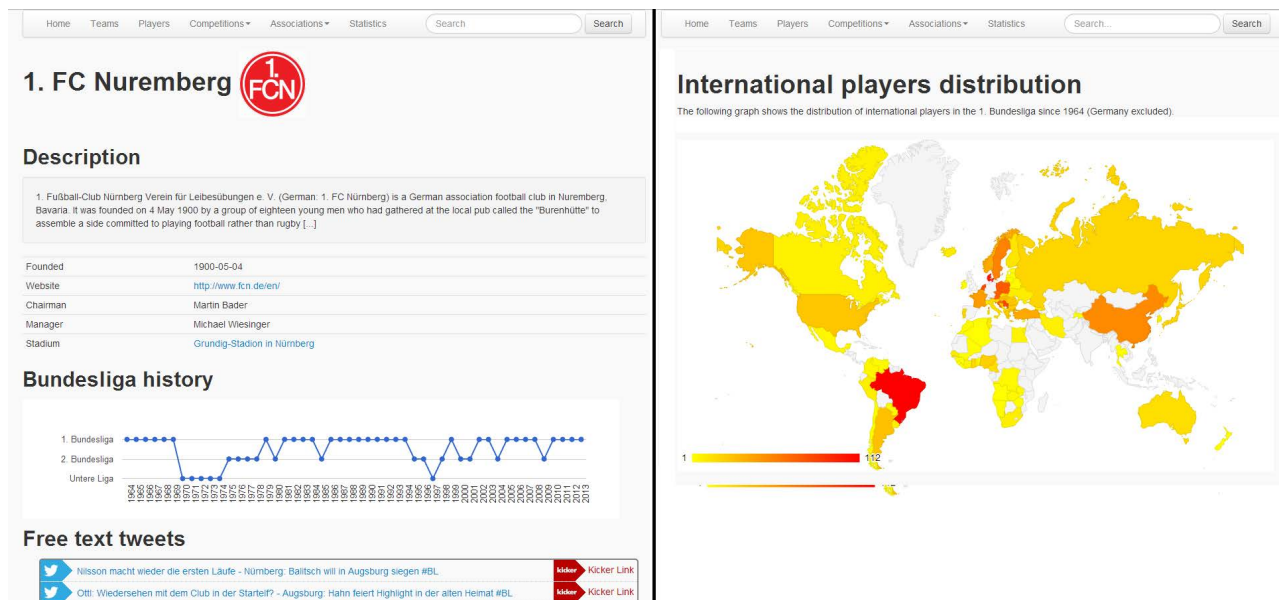 Home Teams Players Competitions Associations Statistics Search Search
1. FC Nuremberg
1.
FCN
Description
1. Fußball-Club Nürnberg Verein für Leibesübungen e. V. (German: 1. FC Nürnberg) is a German association football club in Nuremberg,
Bavaria. It was founded on 4 May 1900 by a group of eighteen young men who had gathered at the local pub called the "Burenhütte" to
assemble a side committed to playing football rather than rugby [...]
Founded 1900-05-04
Website http://www.fcn.de/en/
Chairman Martin Bader
Manager Michael Wiesinger
Stadium Grundig-Stadion in Nürnberg
Bundesliga history
1. Bundesliga
2. Bundesliga
Untere Liga
1964 1965 1966 1967 1968 1969 1970 1971 1972 1973 1974 1975 1976 1977 1978 1979 1980 1981 1982 1983 1984 1985 1986 1987 1988 1989 1990 1991 1992 1993 1994 1995 1996 1997 1998 1999 2000 2001 2002 2003 2004 2005 2006 2007 2008 2009 2010 2011 2012 2013
Free text tweets
Nilsson macht wieder die ersten Läufe - Nürnberg: Balitsch will in Augsburg siegen #BL kicker Kicker Link
Ottl: Wiedersehen mit dem Club in der Startelf? - Augsburg: Hahn feiert Highlight in der alten Heimat #BL kicker Kicker Link
Home Teams Players Competitions Associations Statistics Search... Search
International players distribution
The following graph shows the distribution of international players in the 1. Bundesliga since 1964 (Germany excluded).
1 112